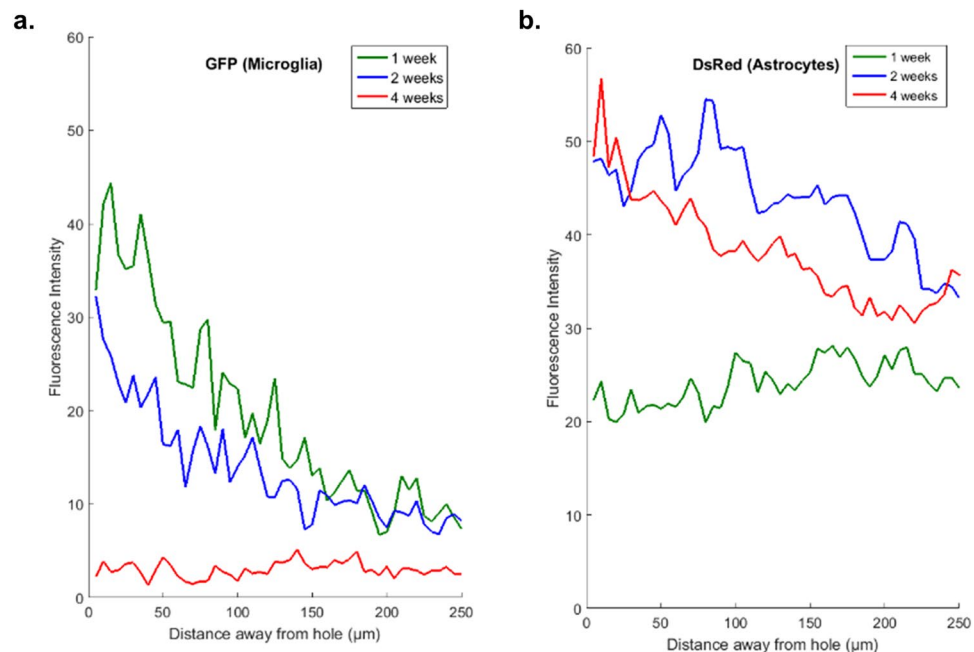 a.
GFP (Microglia)
1 week
2 weeks
4 weeks
60
50
40
30
20
10
0
Fluorescence Intensity
0 50 100 150 200 250
Distance away from hole (µm)
b.
DsRed (Astrocytes)
1 week
2 weeks
4 weeks
60
50
40
30
20
10
0
Fluorescence Intensity
0 50 100 150 200 250
Distance away from hole (µm)